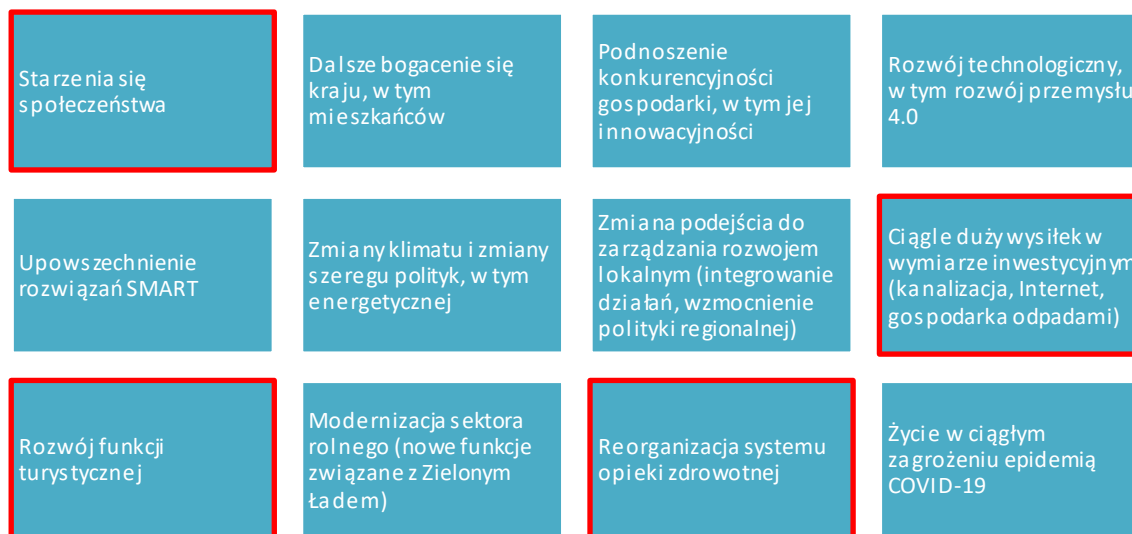 Starzenia się
społeczeństwa
Dalsze bogacenie się
kraju, w tym
mieszkańców
Podnoszenie
konkurencyjności
gospodarki, w tym jej
innowacyjności
Rozwój technologiczny,
w tym rozwój przemysłu
4.0
Upowszechnienie
rozwiązań SMART
Zmiany klimatu i zmiany
szeregu polityk, w tym
energetycznej
Zmiana podejścia do
zarządzania rozwojem
lokalnym (integrowanie
działań, wzmocnienie
polityki regionalnej)
Ciągle duży wysiłek w
wymiarze inwestycyjnym
(kanalizacja, Internet,
gospodarka odpadami)
Rozwój funkcji
turystycznej
Modernizacja sektora
rolnego (nowe funkcje
związane z Zielonym
Ładem)
Reorganizacja systemu
opieki zdrowotnej
Życie w ciągłym
zagrożeniu epidemią
COVID-19